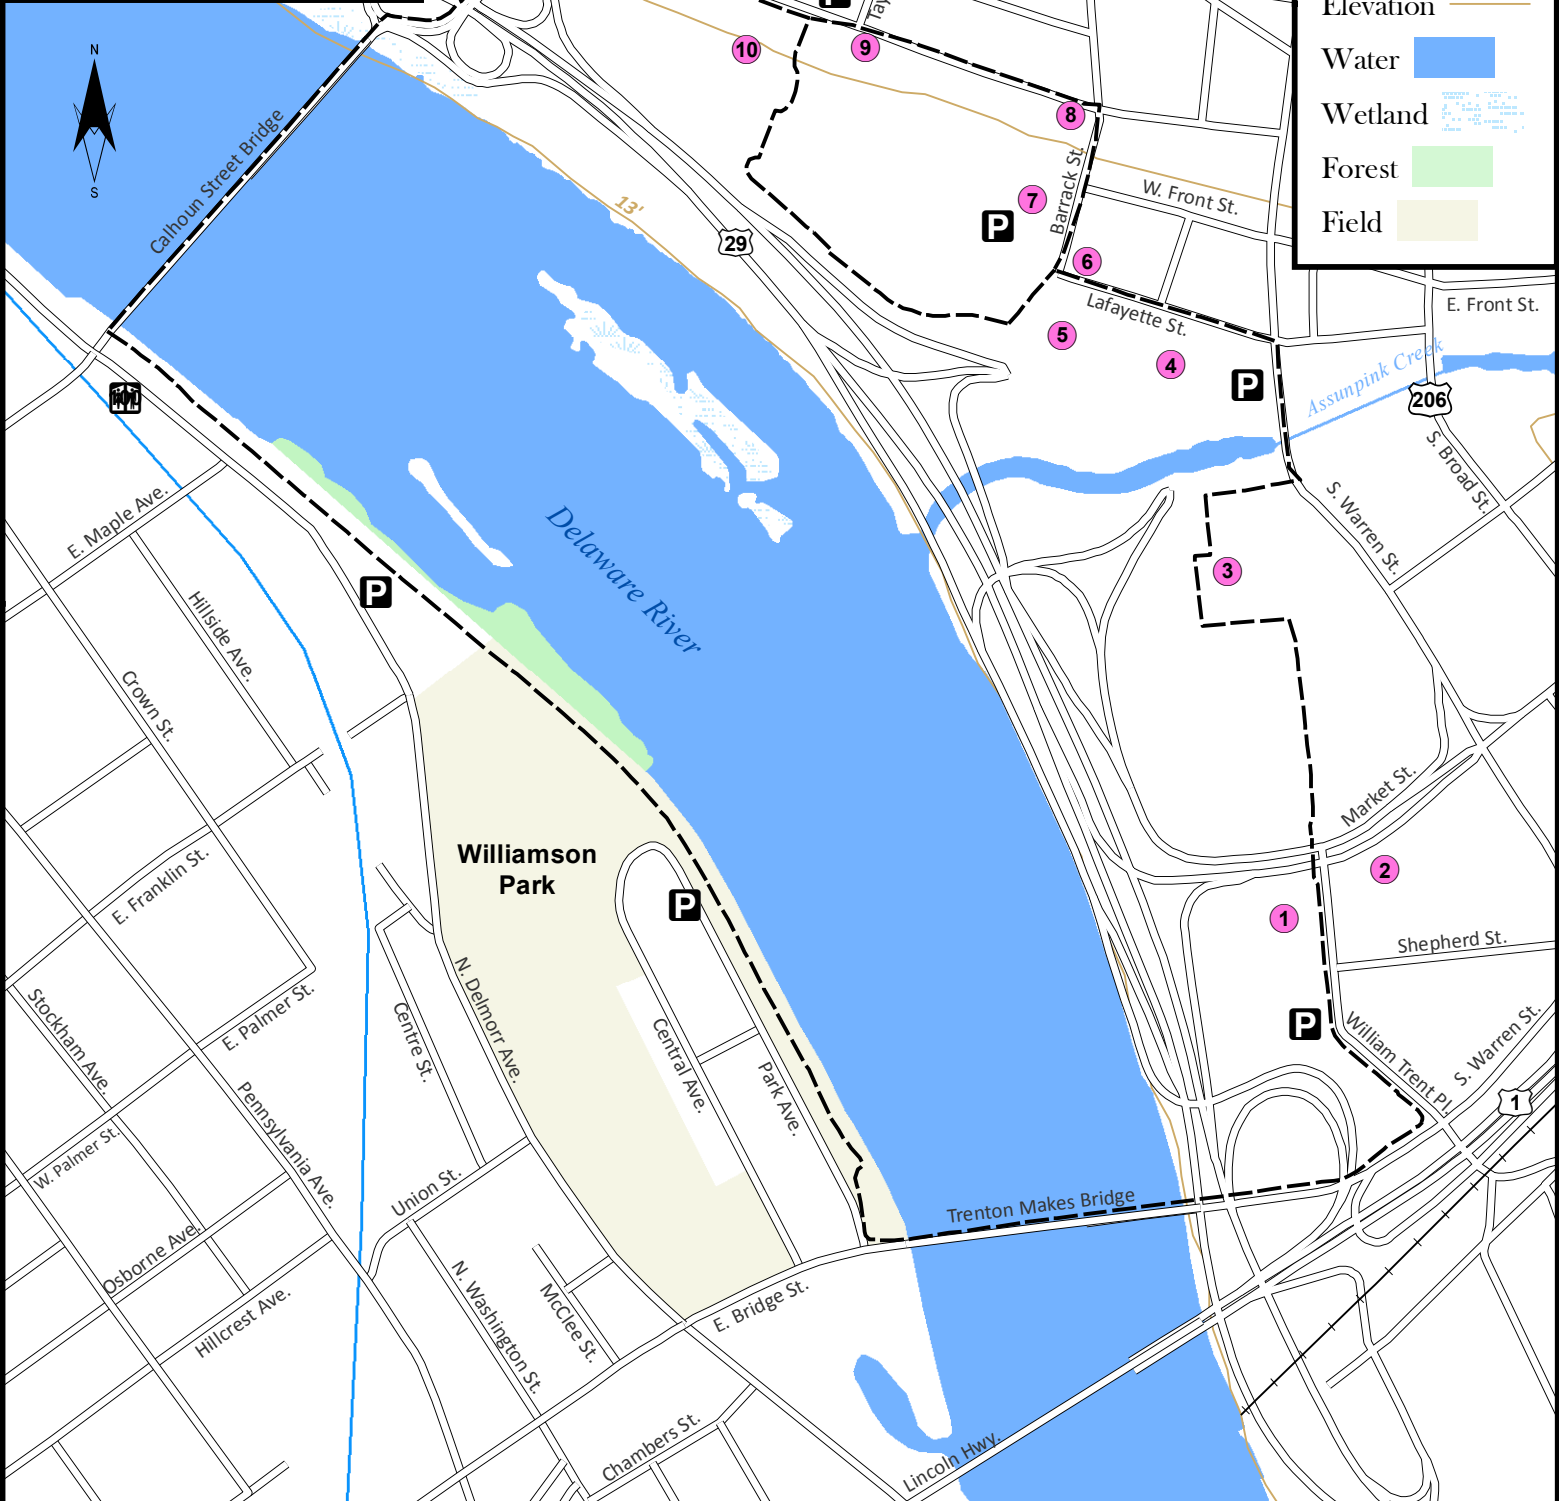 Elevation
Water
Wetland
Forest
Field
N
S
Calhoun Street Bridge
P
10
9
8
7
6
5
4
3
2
1
13'
29
Barrack St.
W. Front St.
P
Lafayette St.
E. Front St.
P
Assunpink Creek
206
S. Broad St.
S. Warren St.
Delaware River
E. Maple Ave.
P
Hillside Ave.
Crown St.
Market St.
Williamson
Park
P
E. Franklin St.
Shepherd St.
N. Delmorr Ave.
Stockham Ave.
E. Palmer St.
Centre St.
Central Ave.
Park Ave.
P
William Trent Pl.
S. Warren St.
1
Pennsylvania Ave.
W. Palmer St.
Union St.
Trenton Makes Bridge
Osborne Ave.
Hillcrest Ave.
N. Washington St.
McClee St.
E. Bridge St.
Chambers St.
Lincoln Hwy.